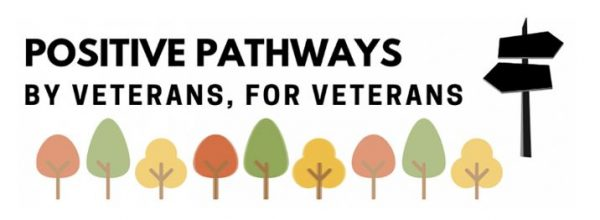 POSITIVE PATHWAYS
BY VETERANS, FOR VETERANS